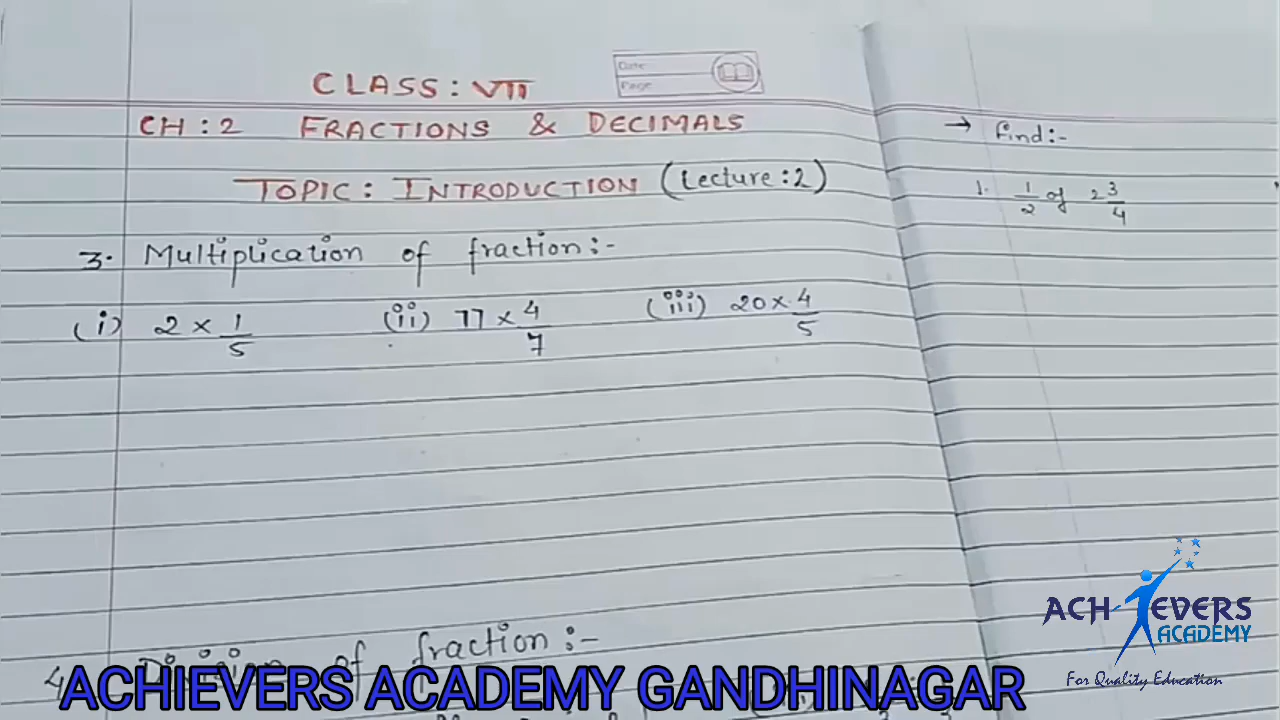 Date
Page
CLASS: VII
CH: 2 FRACTIONS & DECIMALS
TOPIC: INTRODUCTION (Lecture: 2)
3. Multiplication of fraction:-
(i) 2 × 1/5 (ii) 77 × 4/7 (iii) 20 × 4/5
4. Division of fraction:-
→ find:-
1. 1/2 of 2 3/4
ACHIEVERS
ACADEMY
For Quality Education
ACHIEVERS ACADEMY GANDHINAGAR